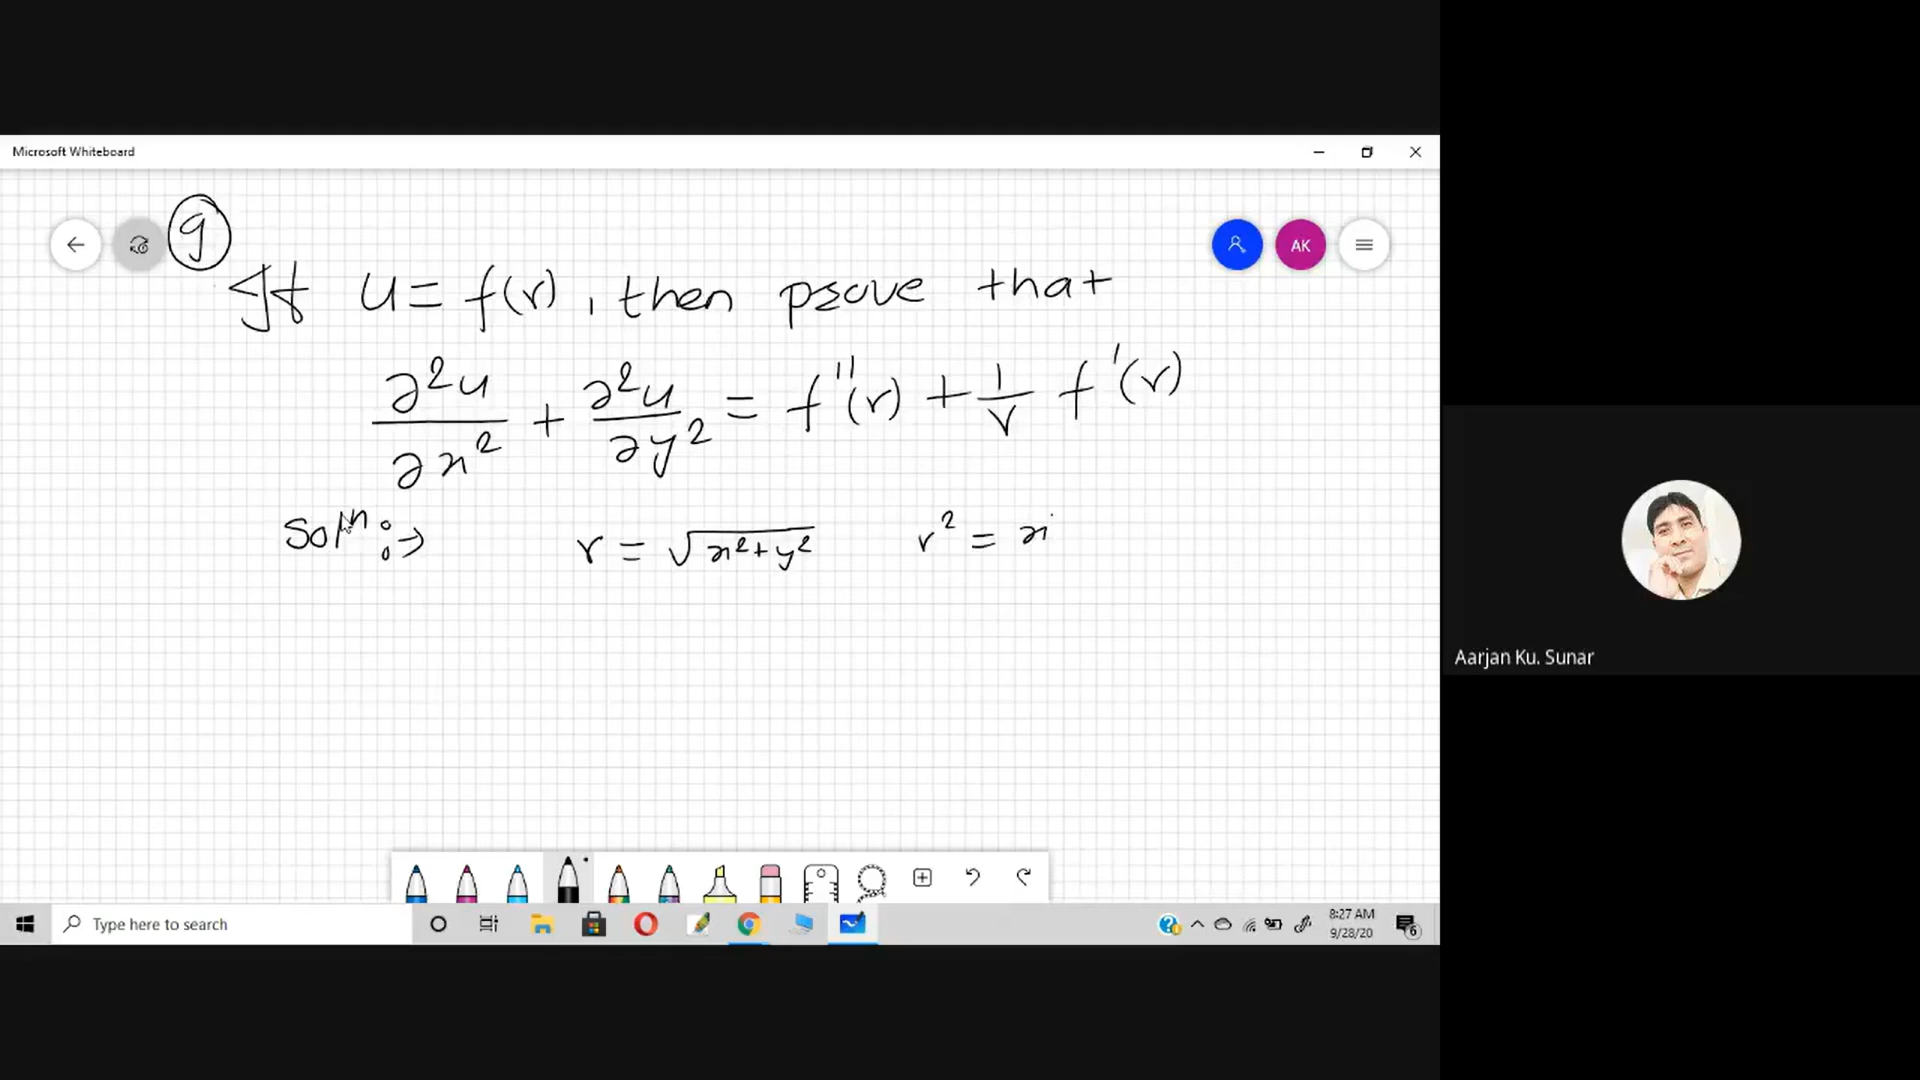 Microsoft Whiteboard
9
AK
If u = f(r), then prove that
∂²u/∂x² + ∂²u/∂y² = f''(r) + 1/r f'(r)
Solⁿ:→ r = √(x²+y²) r² = x
Aarjan Ku. Sunar
Type here to search
8:27 AM
9/28/20
6